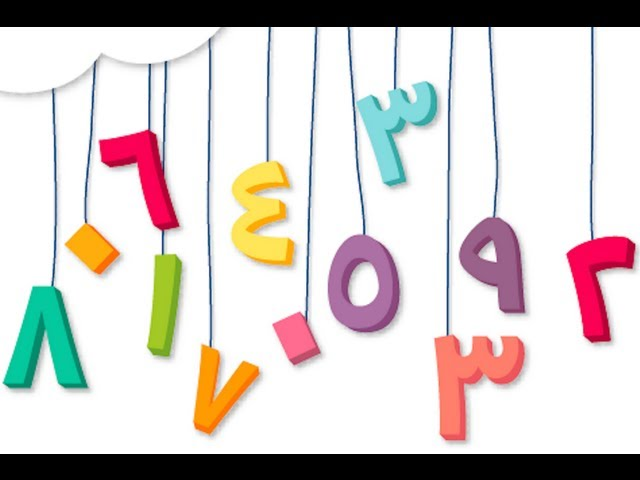 ٦ ٤ ٣
٠ ١ ٥ ٩ ٢
٨ ٧ ٠ ٣